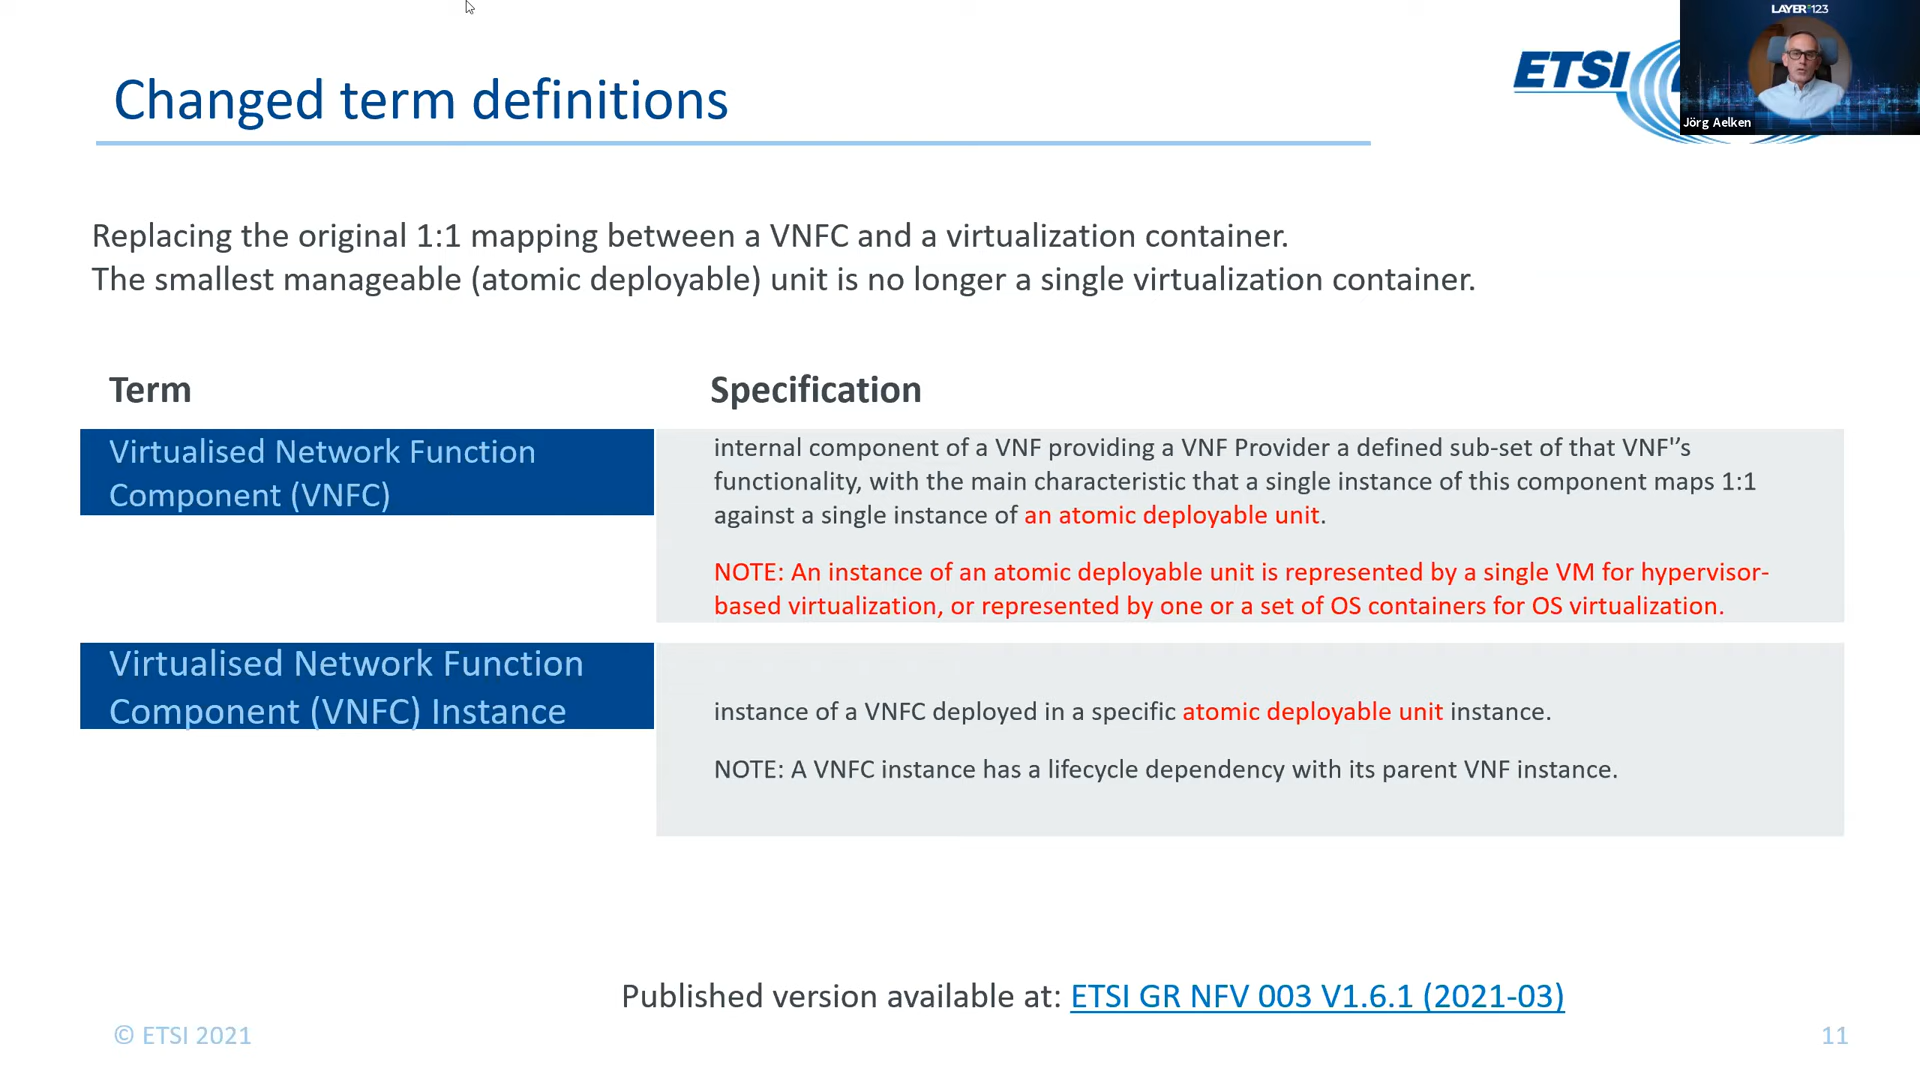 LAYER123
ETSI
Jörg Aelken
Changed term definitions
Replacing the original 1:1 mapping between a VNFC and a virtualization container.
The smallest manageable (atomic deployable) unit is no longer a single virtualization container.
Term
Specification
Virtualised Network Function
Component (VNFC)
internal component of a VNF providing a VNF Provider a defined sub-set of that VNF'’s
functionality, with the main characteristic that a single instance of this component maps 1:1
against a single instance of an atomic deployable unit.
NOTE: An instance of an atomic deployable unit is represented by a single VM for hypervisor-
based virtualization, or represented by one or a set of OS containers for OS virtualization.
Virtualised Network Function
Component (VNFC) Instance
instance of a VNFC deployed in a specific atomic deployable unit instance.
NOTE: A VNFC instance has a lifecycle dependency with its parent VNF instance.
Published version available at: ETSI GR NFV 003 V1.6.1 (2021-03)
© ETSI 2021
11